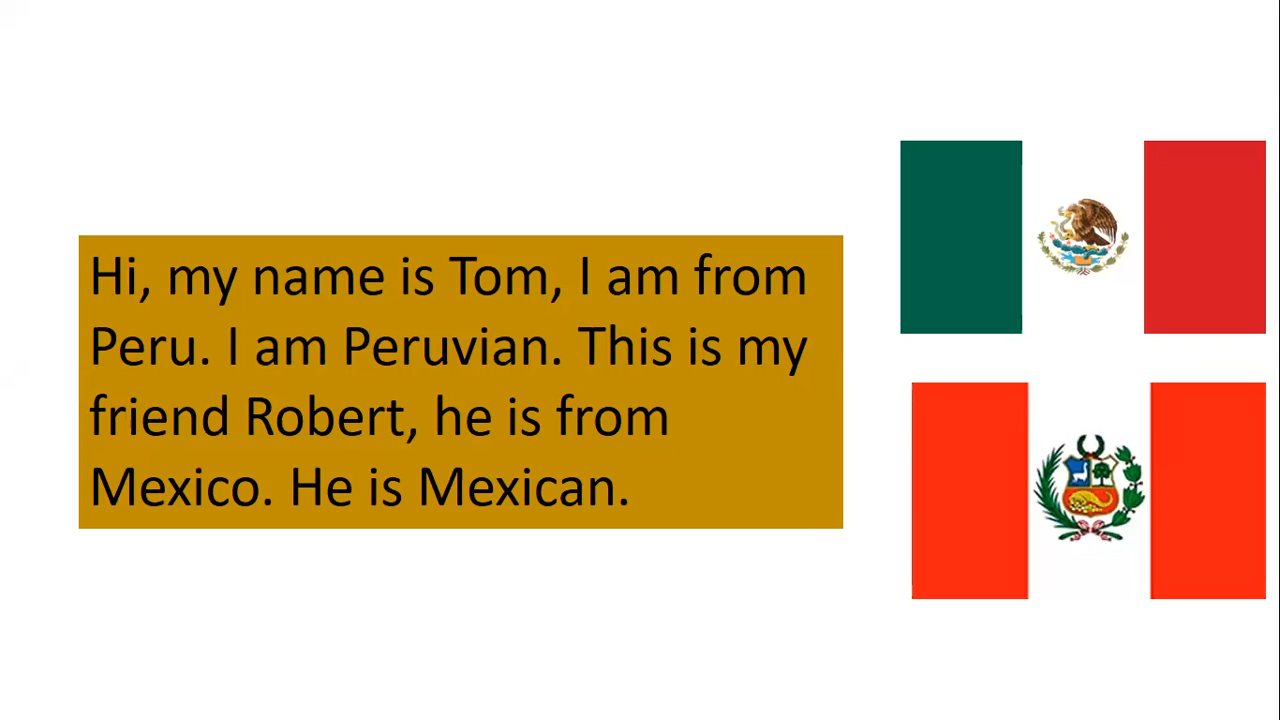 Hi, my name is Tom, I am from
Peru. I am Peruvian. This is my
friend Robert, he is from
Mexico. He is Mexican.